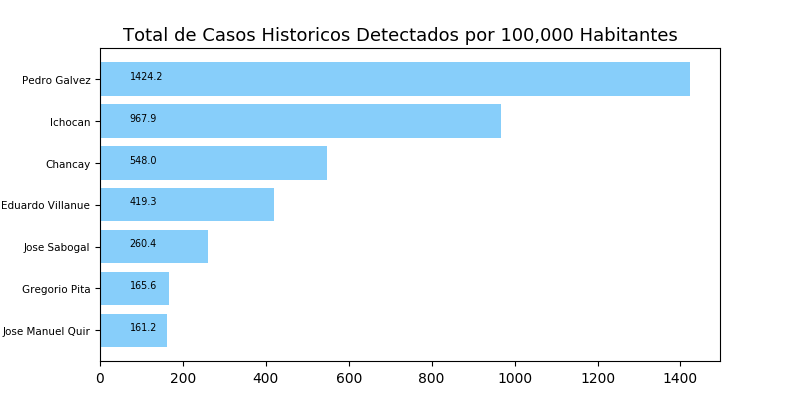 Total de Casos Historicos Detectados por 100,000 Habitantes
Pedro Galvez 1424.2
Ichocan 967.9
Chancay 548.0
Eduardo Villanue 419.3
Jose Sabogal 260.4
Gregorio Pita 165.6
Jose Manuel Quir 161.2
0 200 400 600 800 1000 1200 1400